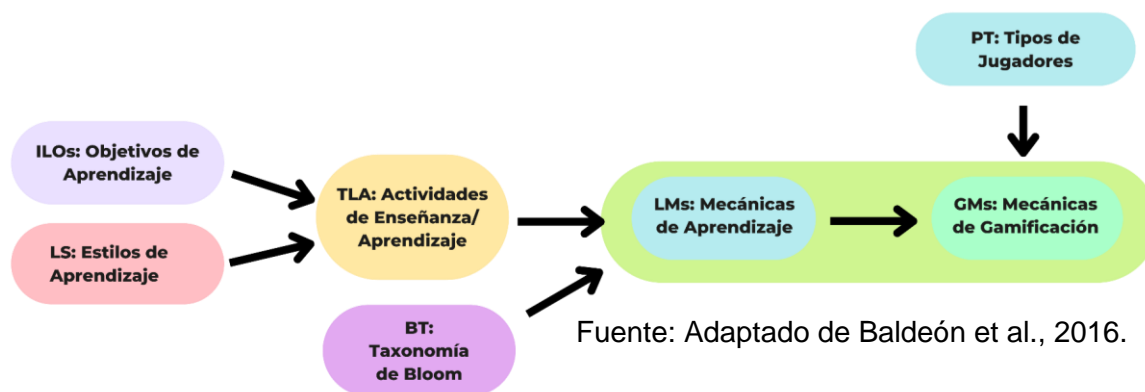 PT: Tipos de
Jugadores
ILOs: Objetivos de
Aprendizaje
TLA: Actividades
de Enseñanza/
Aprendizaje
LMs: Mecánicas
de Aprendizaje
GMs: Mecánicas
de Gamificación
LS: Estilos de
Aprendizaje
BT:
Taxonomía
de Bloom
Fuente: Adaptado de Baldeón et al., 2016.